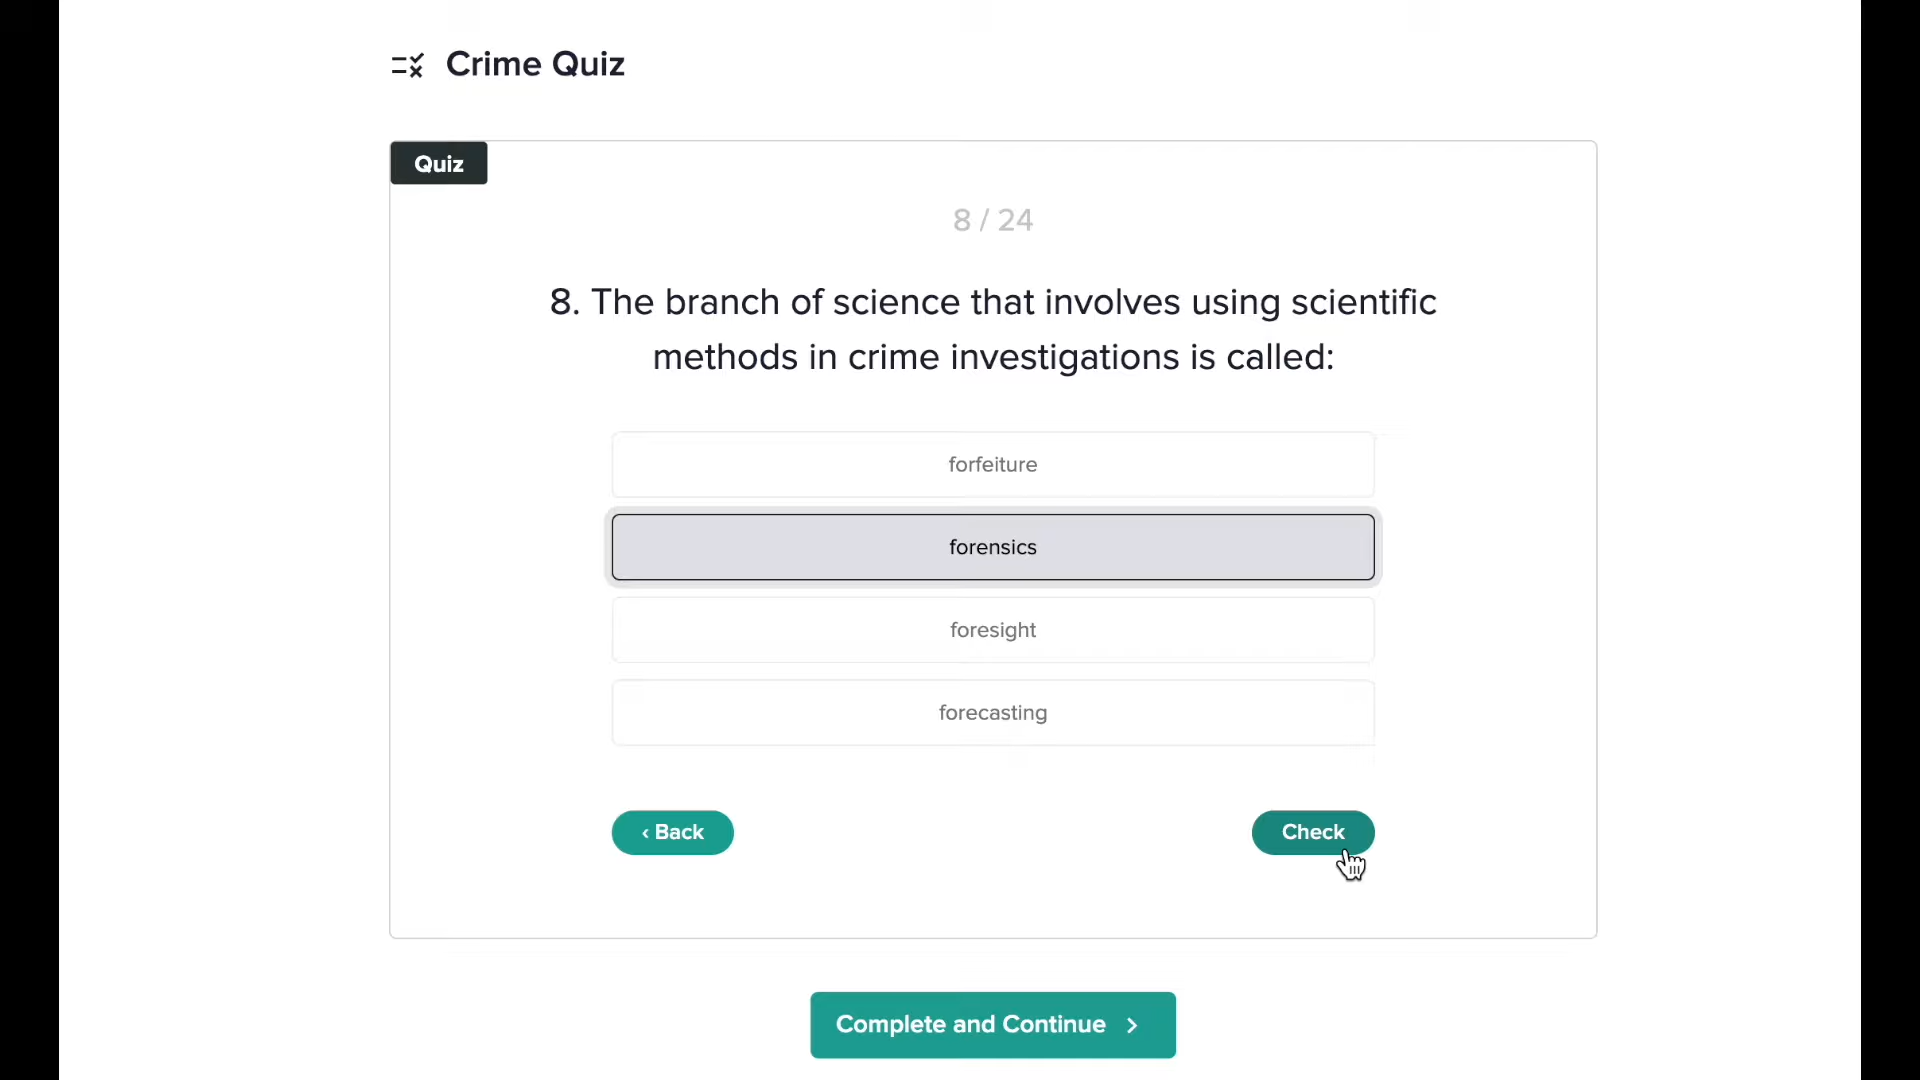 Crime Quiz
Quiz
8 / 24
8. The branch of science that involves using scientific
methods in crime investigations is called:
forfeiture
forensics
foresight
forecasting
‹ Back
Check
Complete and Continue >